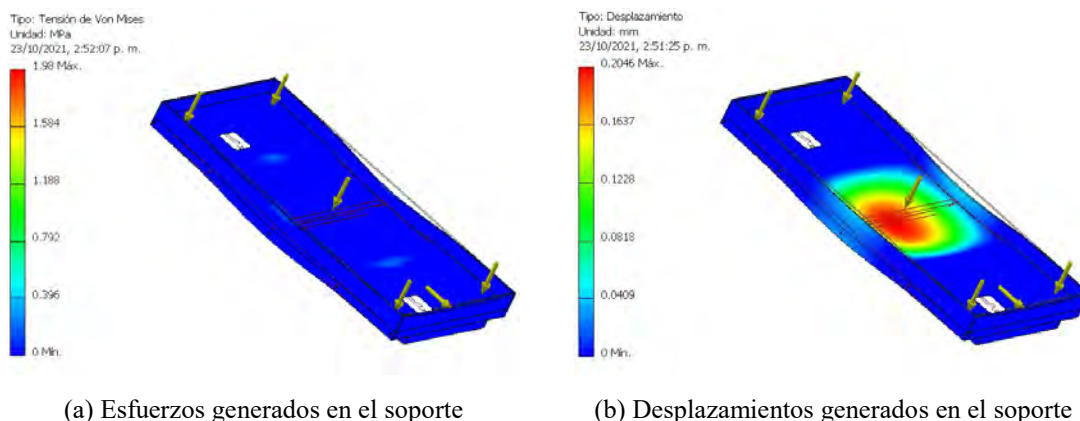 Tipo: Tensión de Von Mises
Unidad: MPa
23/10/2021, 2:52:07 p. m.
1.98 Máx.
1.584
1.188
0.792
0.396
0 Mín.
Tipo: Desplazamiento
Unidad: mm
23/10/2021, 2:51:25 p. m.
0.2046 Máx.
0.1637
0.1228
0.0818
0.0409
0 Mín.
(a) Esfuerzos generados en el soporte
(b) Desplazamientos generados en el soporte